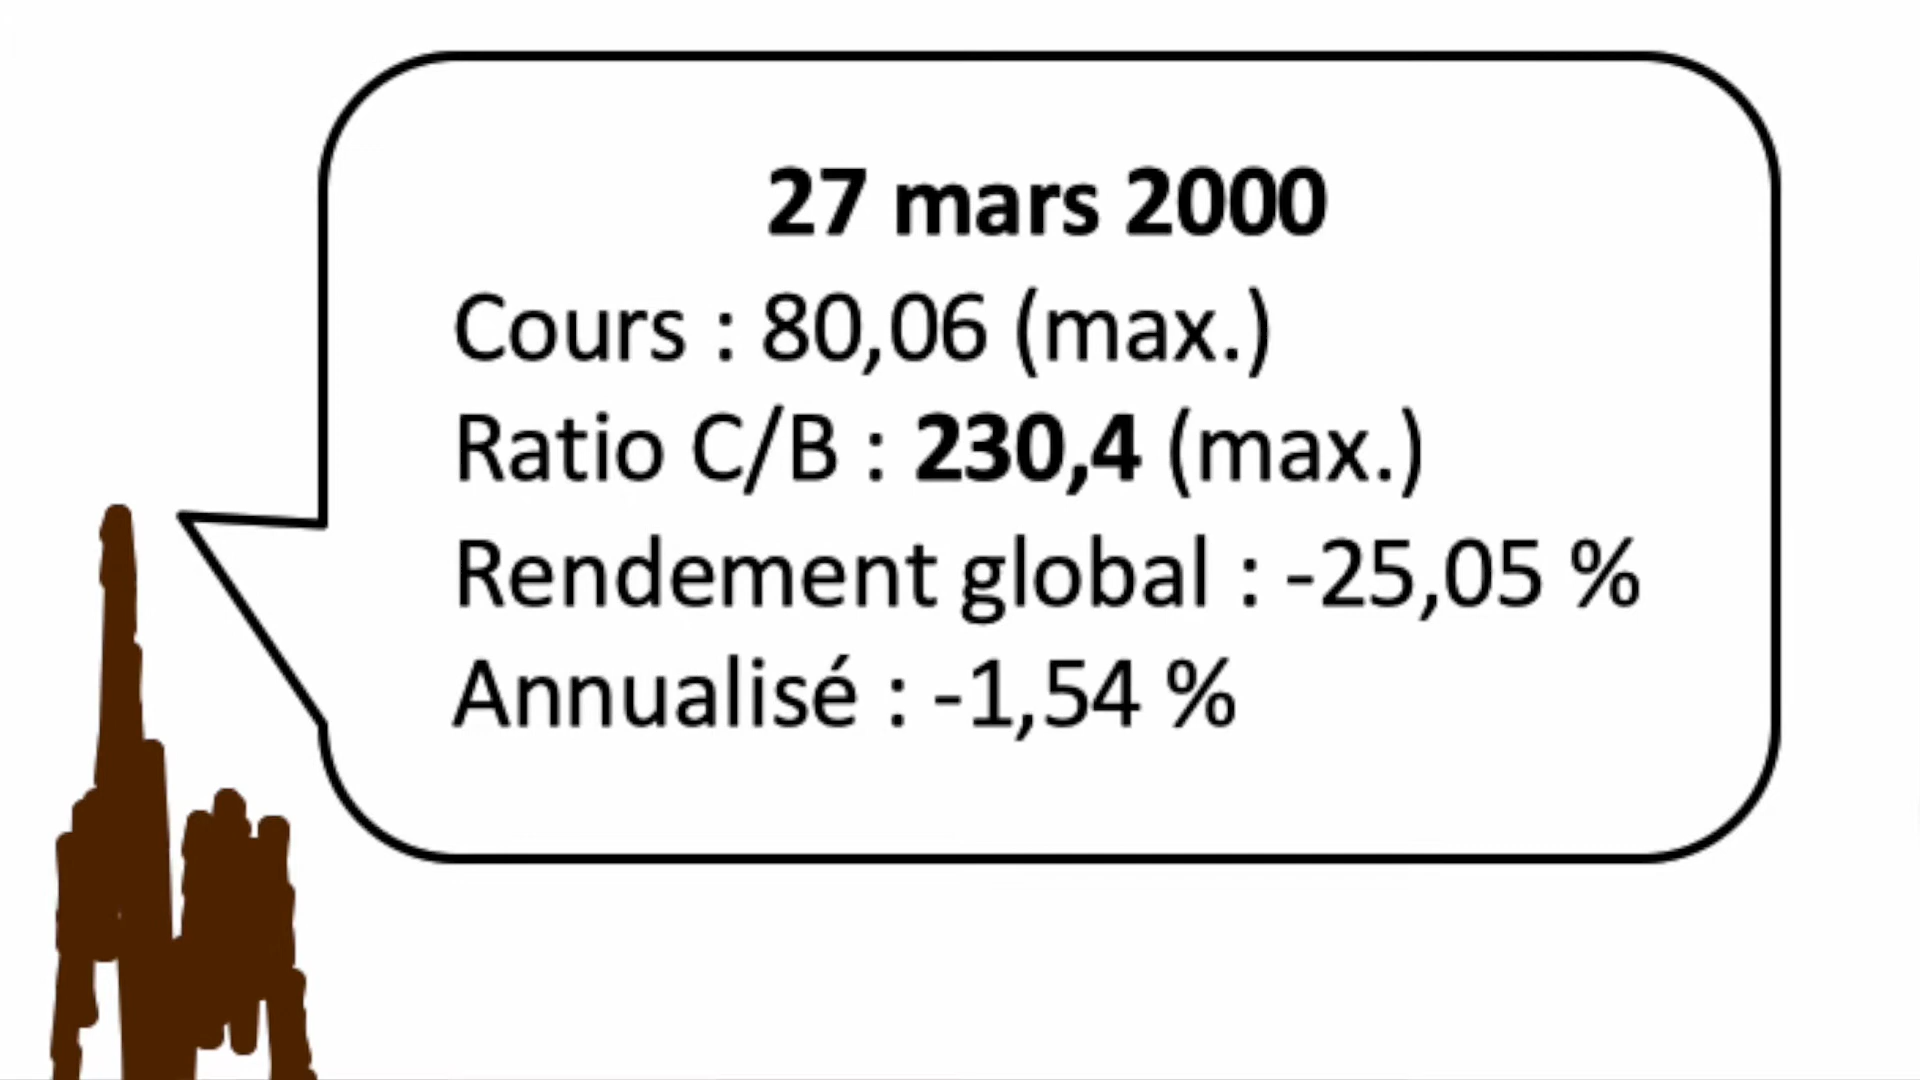 27 mars 2000
Cours : 80,06 (max.)
Ratio C/B : 230,4 (max.)
Rendement global : -25,05 %
Annualisé : -1,54 %